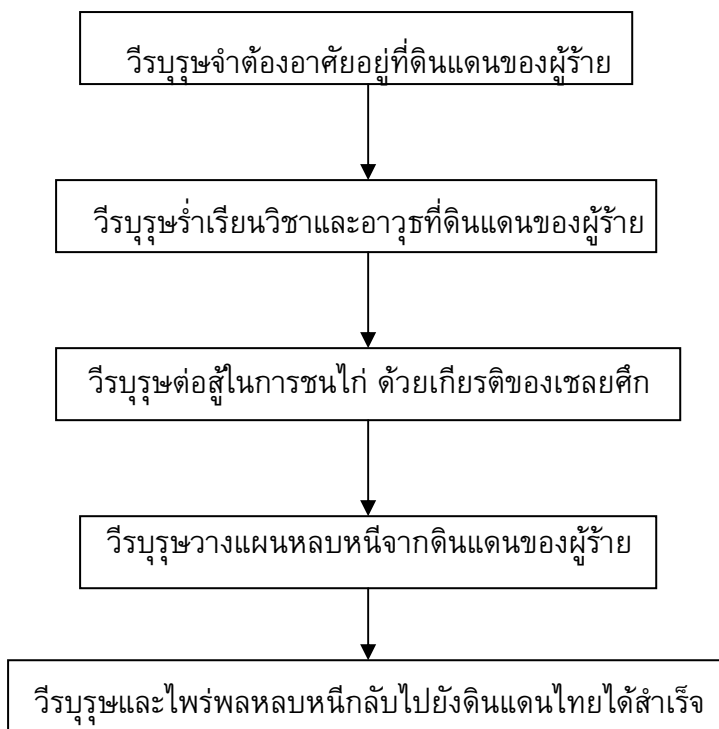 วีรบุรุษจำต้องอาศัยอยู่ที่ดินแดนของผู้ร้าย
วีรบุรุษร่ำเรียนวิชาและอาวุธที่ดินแดนของผู้ร้าย
วีรบุรุษต่อสู้ในการชนไก่ ด้วยเกียรติของเชลยศึก
วีรบุรุษวางแผนหลบหนีจากดินแดนของผู้ร้าย
วีรบุรุษและไพร่พลหลบหนีกลับไปยังดินแดนไทยได้สำเร็จ